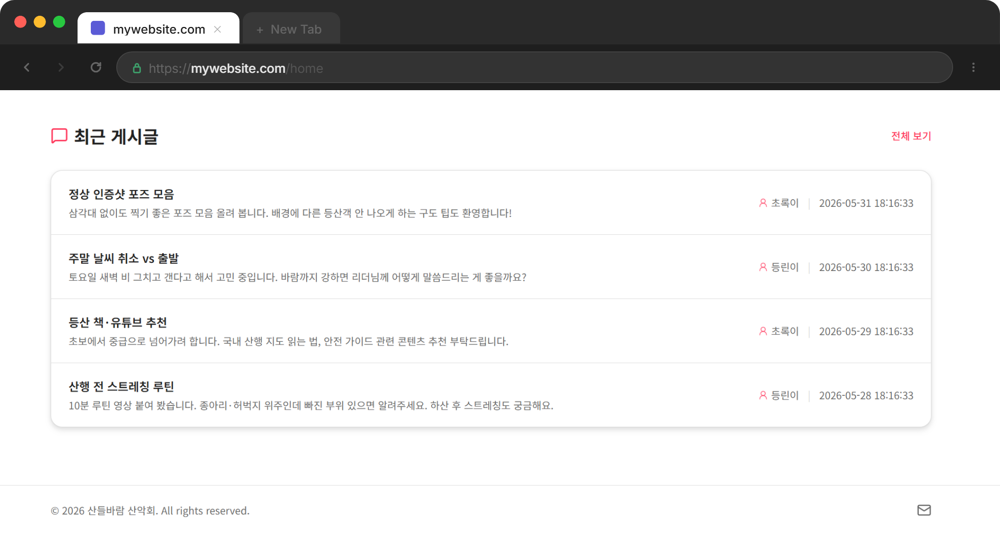 mywebsite.com
+ New Tab
https://mywebsite.com/home
최근 게시글
전체 보기
정상 인증샷 포즈 모음
삼각대 없이도 찍기 좋은 포즈 모음 올려 봅니다. 배경에 다른 등산객 안 나오게 하는 구도 팁도 환영합니다!
초록이
2026-05-31 18:16:33
주말 날씨 취소 vs 출발
토요일 새벽 비 그치고 갠다고 해서 고민 중입니다. 바람까지 강하면 리더님께 어떻게 말씀드리는 게 좋을까요?
등린이
2026-05-30 18:16:33
등산 책·유튜브 추천
초보에서 중급으로 넘어가려 합니다. 국내 산행 지도 읽는 법, 안전 가이드 관련 콘텐츠 추천 부탁드립니다.
초록이
2026-05-29 18:16:33
산행 전 스트레칭 루틴
10분 루틴 영상 붙여 봤습니다. 종아리·허벅지 위주인데 빠진 부위 있으면 알려주세요. 하산 후 스트레칭도 궁금해요.
등린이
2026-05-28 18:16:33
© 2026 산들바람 산악회. All rights reserved.